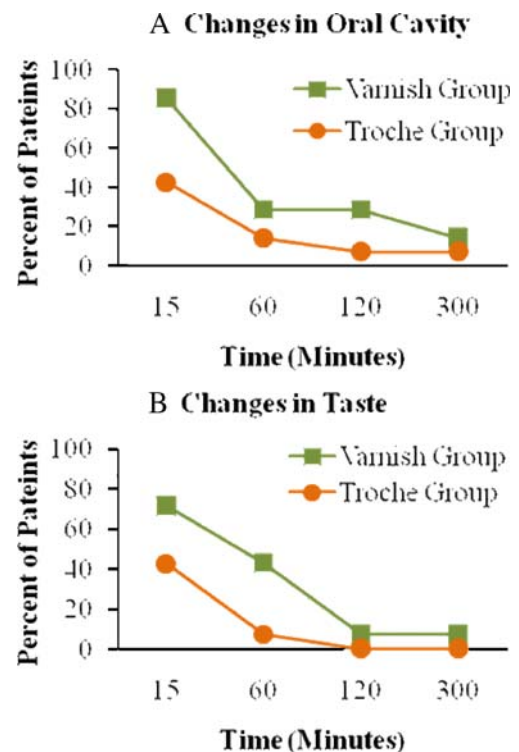 A Changes in Oral Cavity
100
80
60
40
20
0
Percent of Pateints
Varnish Group
Troche Group
15 60 120 300
Time (Minutes)
B Changes in Taste
100
80
60
40
20
0
Percent of Pateints
Varnish Group
Troche Group
15 60 120 300
Time (Minutes)